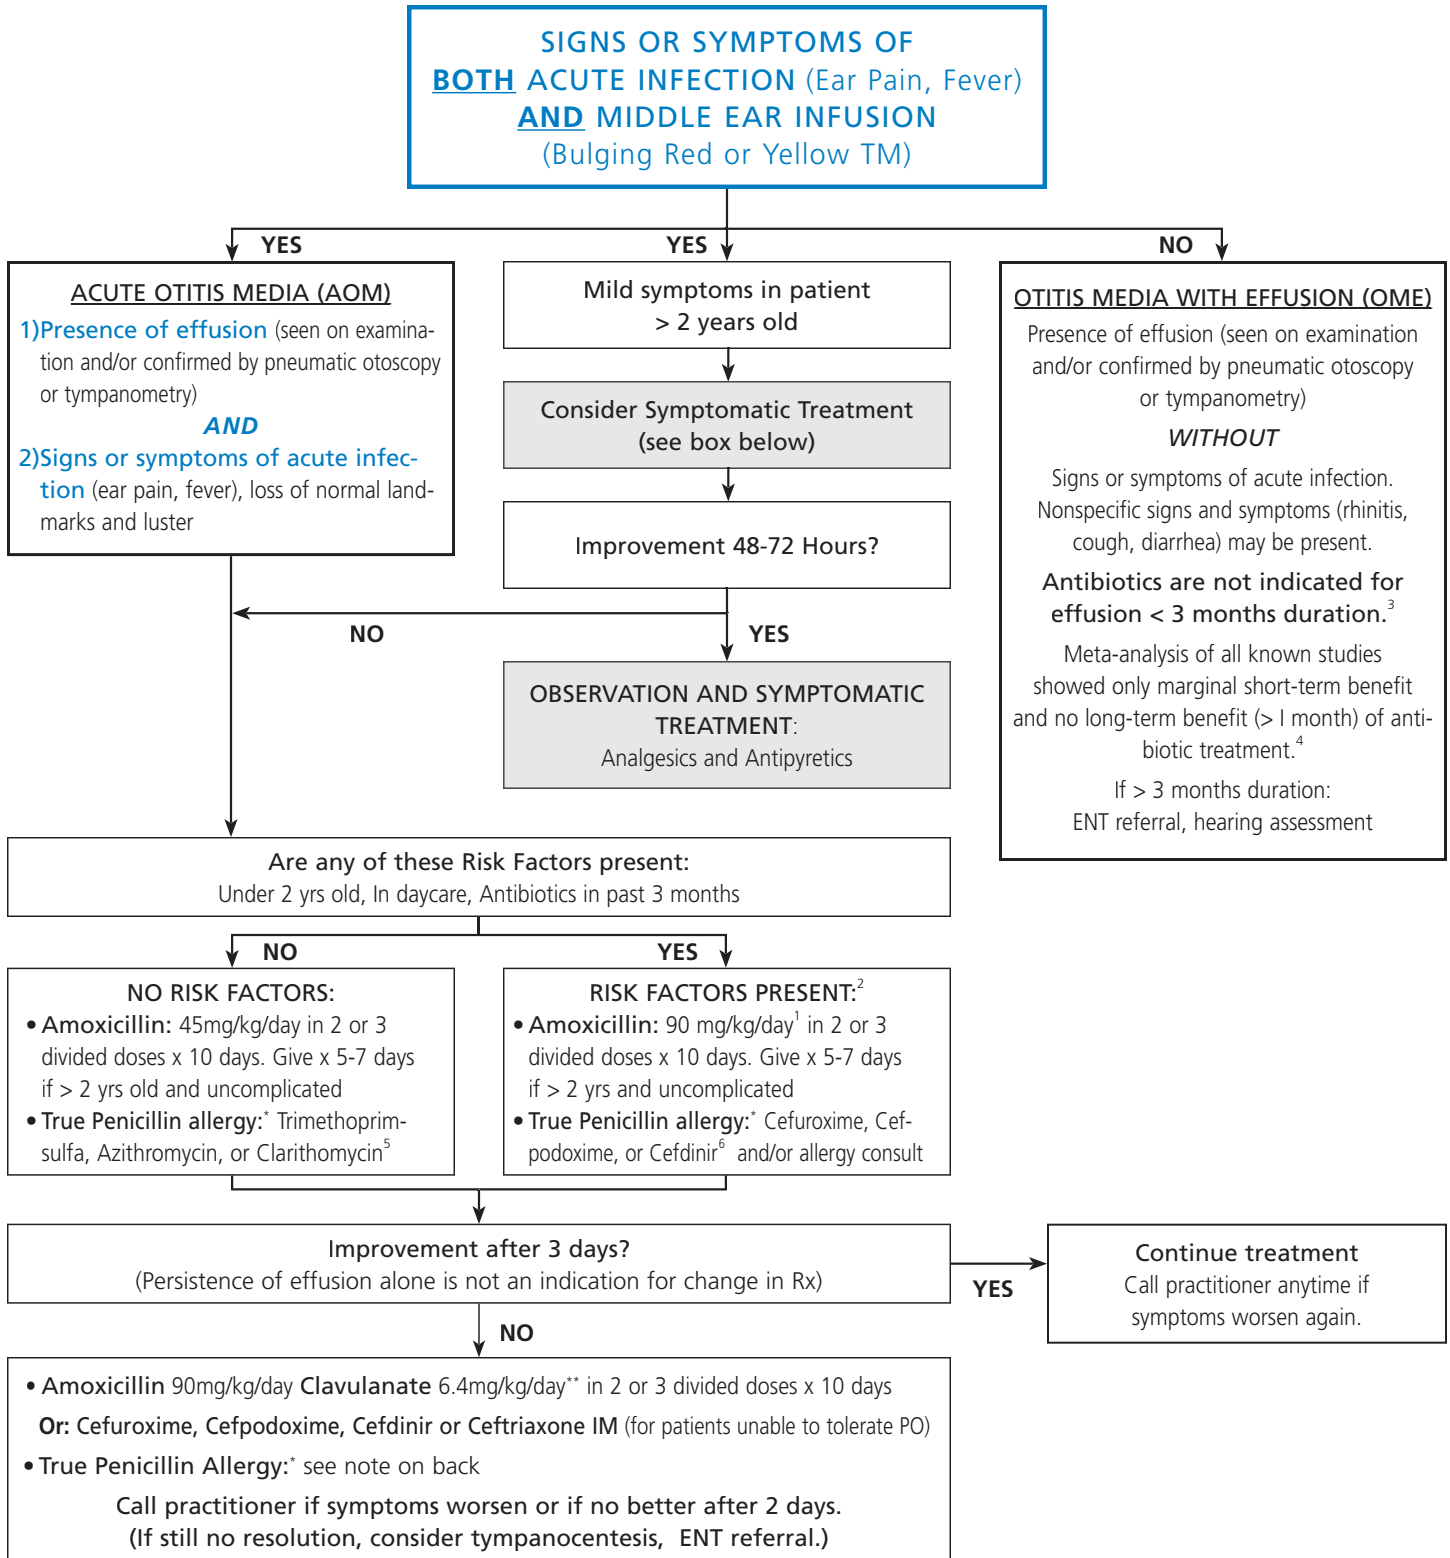 SIGNS OR SYMPTOMS OF
BOTH ACUTE INFECTION (Ear Pain, Fever)
AND MIDDLE EAR INFUSION
(Bulging Red or Yellow TM)
YES
YES
NO
ACUTE OTITIS MEDIA (AOM)
1)Presence of effusion (seen on examina-
tion and/or confirmed by pneumatic otoscopy
or tympanometry)
AND
2)Signs or symptoms of acute infec-
tion (ear pain, fever), loss of normal land-
marks and luster
Mild symptoms in patient
> 2 years old
Consider Symptomatic Treatment
(see box below)
Improvement 48-72 Hours?
NO
YES
OBSERVATION AND SYMPTOMATIC
TREATMENT:
Analgesics and Antipyretics
OTITIS MEDIA WITH EFFUSION (OME)
Presence of effusion (seen on examination
and/or confirmed by pneumatic otoscopy
or tympanometry)
WITHOUT
Signs or symptoms of acute infection.
Nonspecific signs and symptoms (rhinitis,
cough, diarrhea) may be present.
Antibiotics are not indicated for
effusion < 3 months duration.3
Meta-analysis of all known studies
showed only marginal short-term benefit
and no long-term benefit (> I month) of anti-
biotic treatment.4
If > 3 months duration:
ENT referral, hearing assessment
Are any of these Risk Factors present:
Under 2 yrs old, In daycare, Antibiotics in past 3 months
NO
YES
NO RISK FACTORS:
• Amoxicillin: 45mg/kg/day in 2 or 3
divided doses x 10 days. Give x 5-7 days
if > 2 yrs old and uncomplicated
• True Penicillin allergy:* Trimethoprim-
sulfa, Azithromycin, or Clarithomycin5
RISK FACTORS PRESENT:2
• Amoxicillin: 90 mg/kg/day1 in 2 or 3
divided doses x 10 days. Give x 5-7 days
if > 2 yrs and uncomplicated
• True Penicillin allergy:* Cefuroxime, Cef-
podoxime, or Cefdinir6 and/or allergy consult
Improvement after 3 days?
(Persistence of effusion alone is not an indication for change in Rx)
YES
Continue treatment
Call practitioner anytime if
symptoms worsen again.
NO
• Amoxicillin 90mg/kg/day Clavulanate 6.4mg/kg/day** in 2 or 3 divided doses x 10 days
Or: Cefuroxime, Cefpodoxime, Cefdinir or Ceftriaxone IM (for patients unable to tolerate PO)
• True Penicillin Allergy:* see note on back
Call practitioner if symptoms worsen or if no better after 2 days.
(If still no resolution, consider tympanocentesis, ENT referral.)